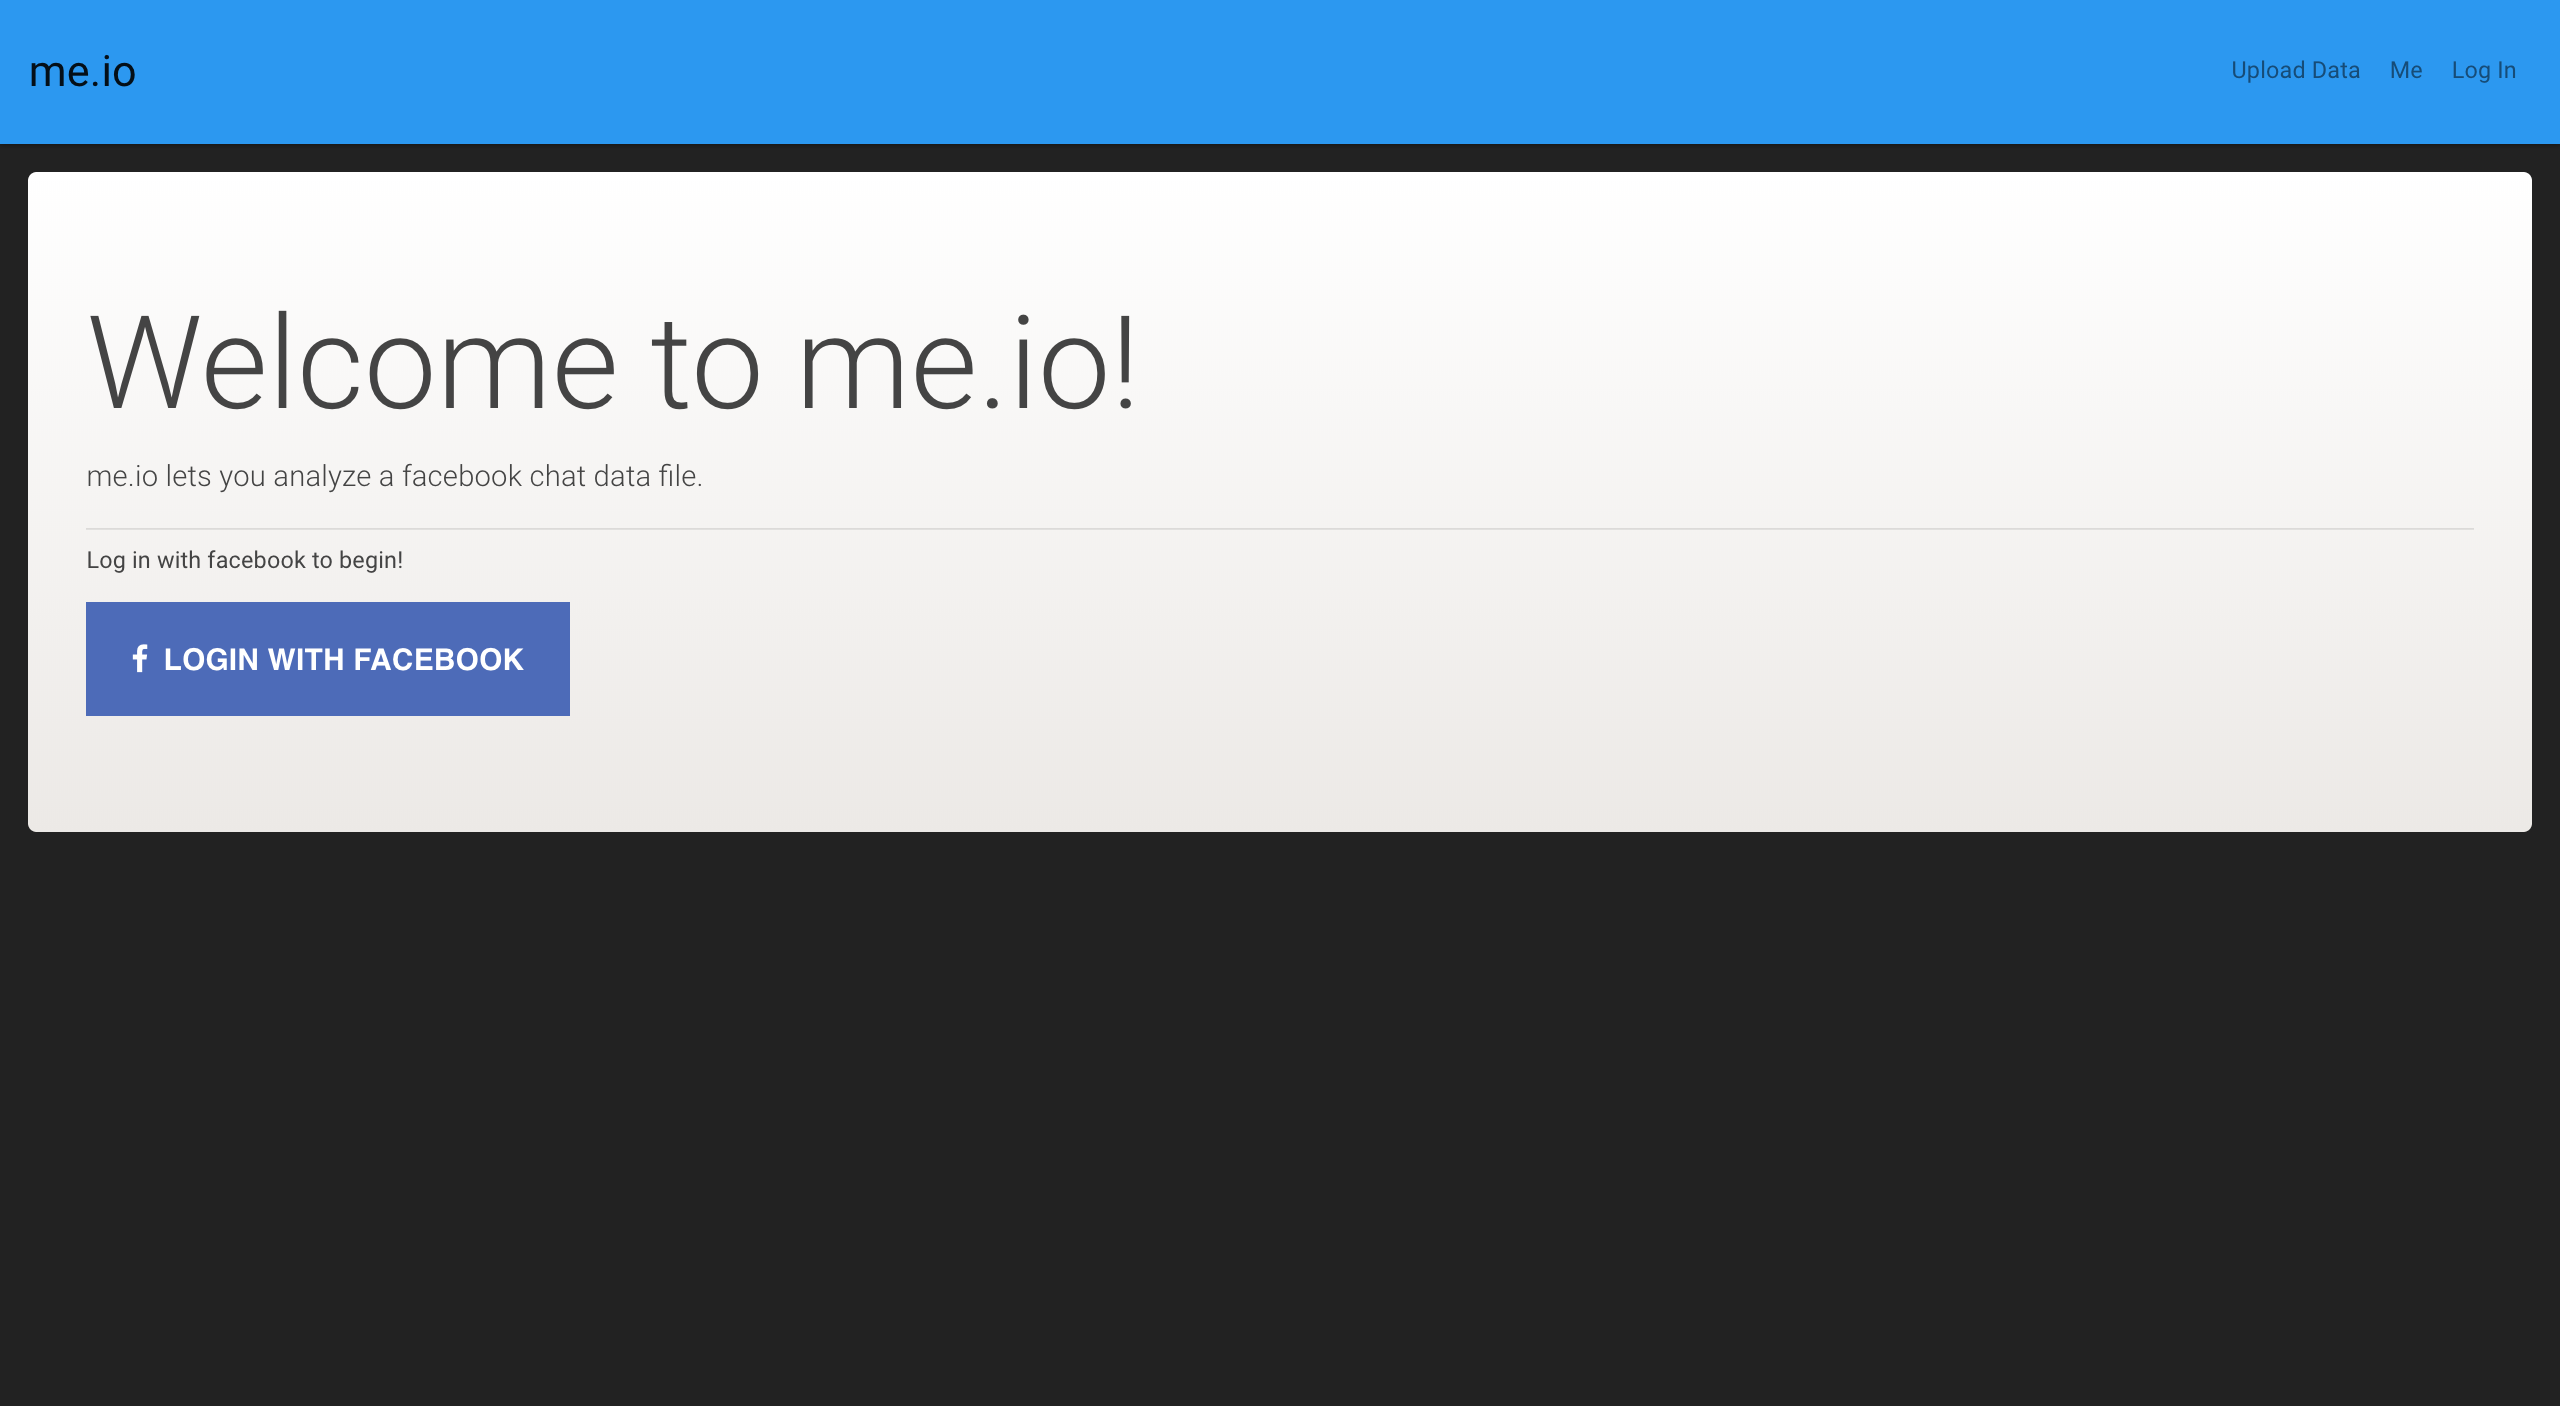 me.io
Upload Data Me Log In
Welcome to me.io!
me.io lets you analyze a facebook chat data file.
Log in with facebook to begin!
f LOGIN WITH FACEBOOK